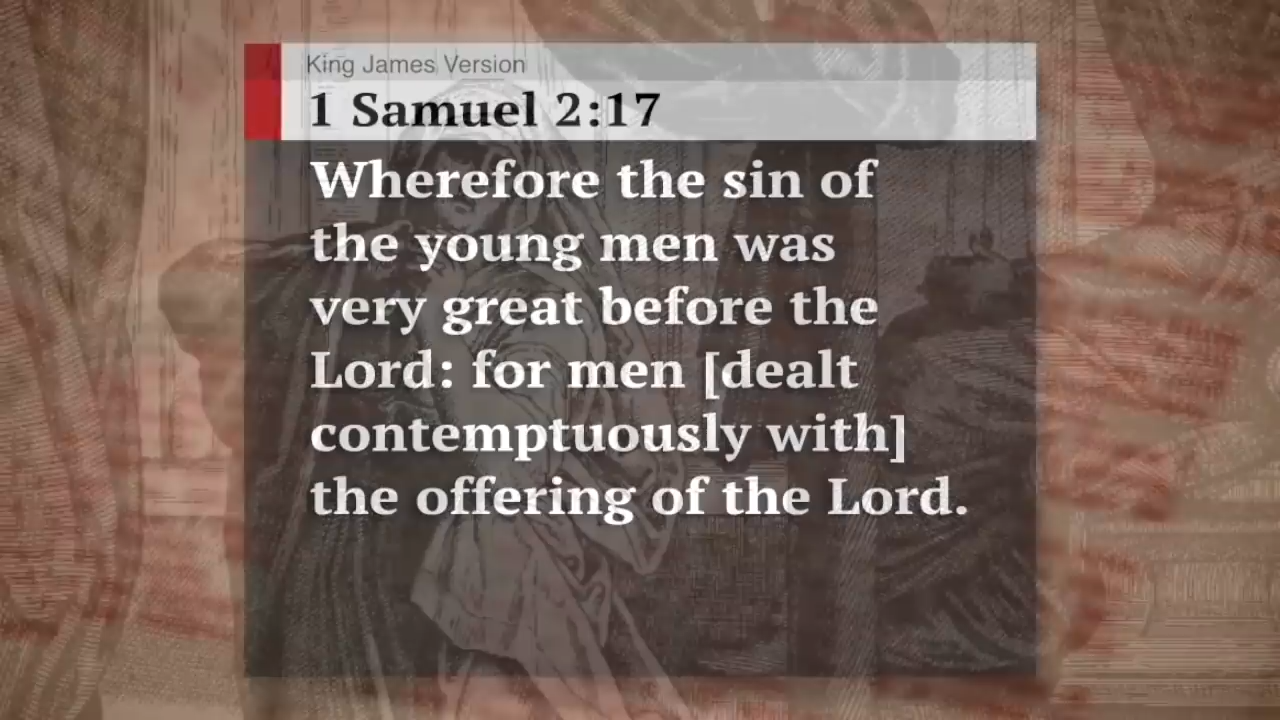 King James Version
1 Samuel 2:17
Wherefore the sin of
the young men was
very great before the
Lord: for men [dealt
contemptuously with]
the offering of the Lord.